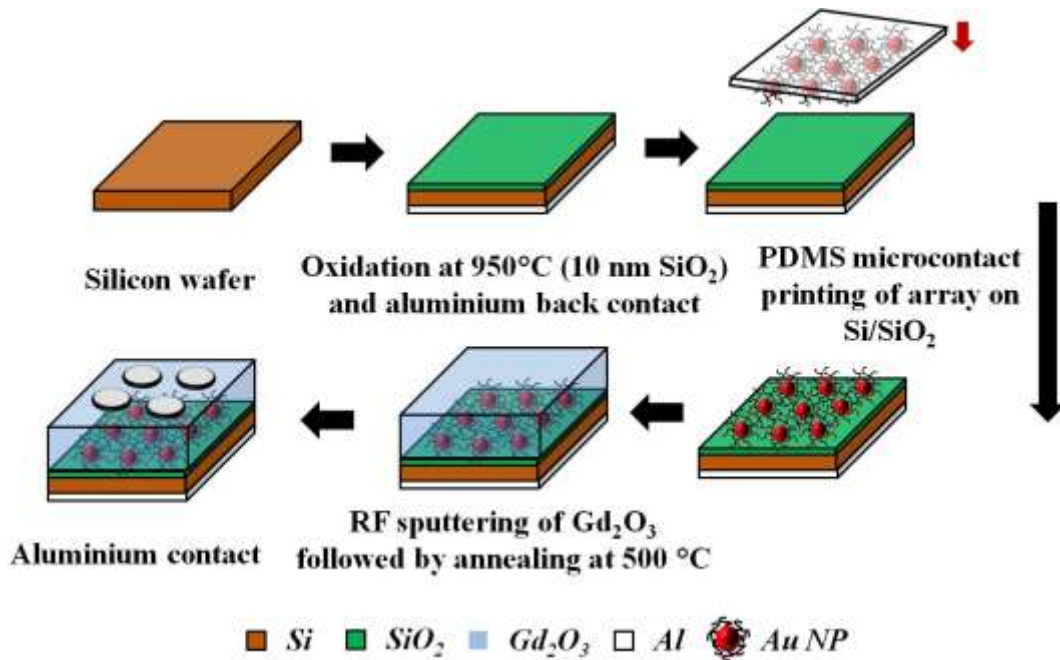 Silicon wafer
Oxidation at 950°C (10 nm SiO₂)
and aluminium back contact
PDMS microcontact
printing of array on
Si/SiO₂
Aluminium contact
RF sputtering of Gd₂O₃
followed by annealing at 500 °C
Si SiO₂ Gd₂O₃ Al Au NP